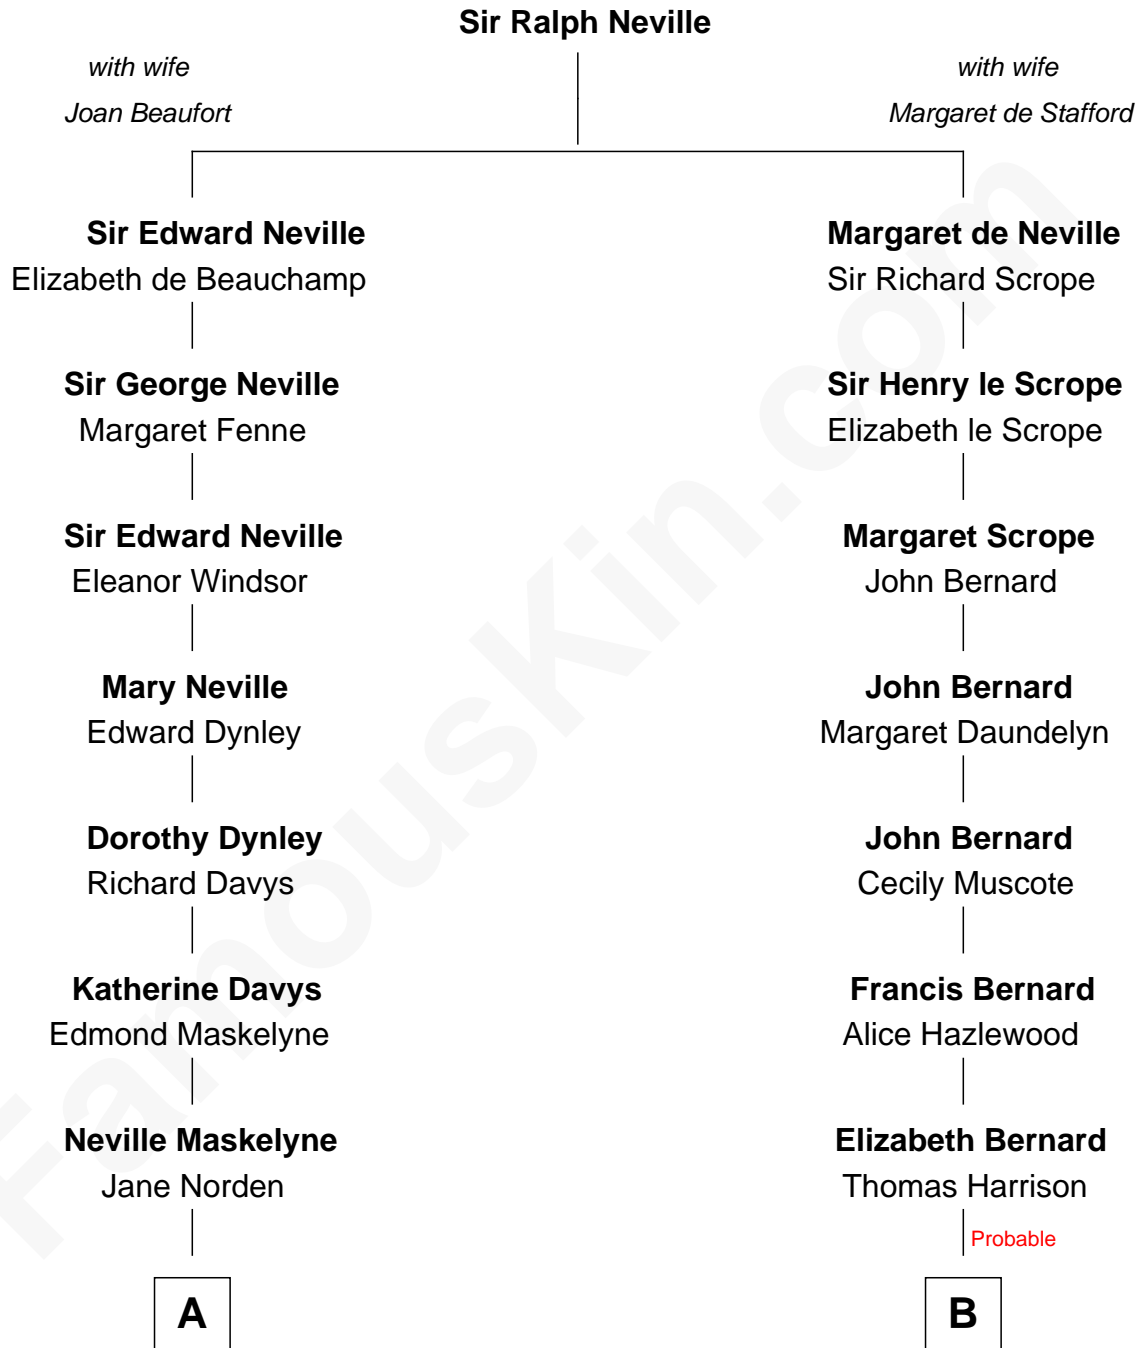 Sir Ralph Neville
with wife
Joan Beaufort
with wife
Margaret de Stafford
Sir Edward Neville
Elizabeth de Beauchamp
Margaret de Neville
Sir Richard Scrope
Sir George Neville
Margaret Fenne
Sir Henry le Scrope
Elizabeth le Scrope
Sir Edward Neville
Eleanor Windsor
Margaret Scrope
John Bernard
Mary Neville
Edward Dynley
John Bernard
Margaret Daundelyn
Dorothy Dynley
Richard Davys
John Bernard
Cecily Muscote
Katherine Davys
Edmond Maskelyne
Francis Bernard
Alice Hazlewood
Neville Maskelyne
Jane Norden
Elizabeth Bernard
Thomas Harrison
Probable
A
B
FamousKin.com